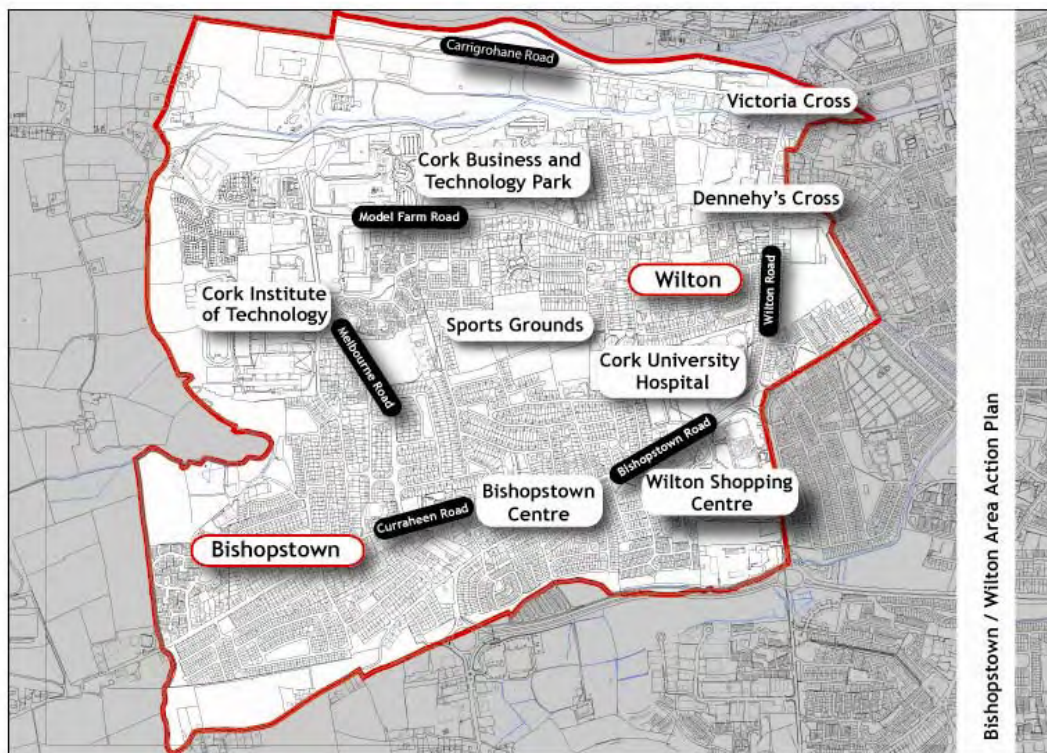 Carrigrohane Road
Victoria Cross
Cork Business and
Technology Park
Dennehy's Cross
Model Farm Road
Wilton
Wilton Road
Cork Institute
of Technology
Sports Grounds
Melbourne Road
Cork University
Hospital
Bishopstown Road
Bishopstown
Centre
Wilton Shopping
Centre
Curraheen Road
Bishopstown
Bishopstown / Wilton Area Action Plan